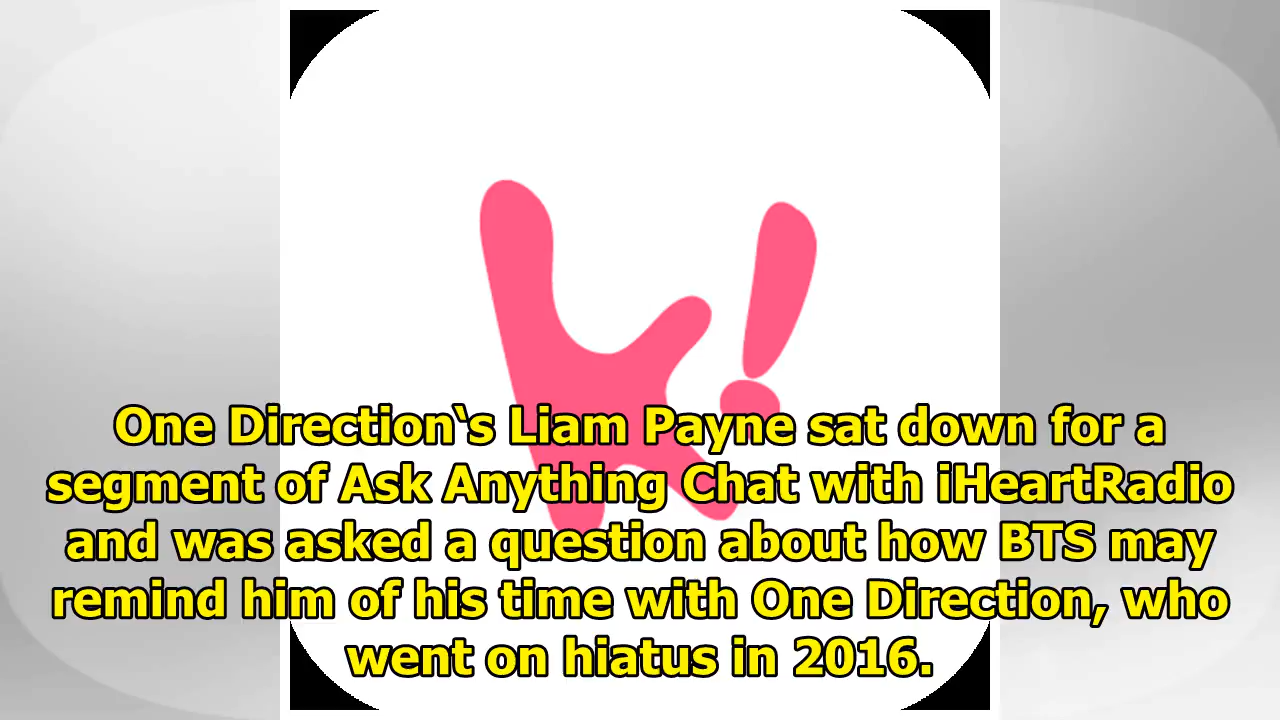 k!
One Direction‛s Liam Payne sat down for a
segment of Ask Anything Chat with iHeartRadio
and was asked a question about how BTS may
remind him of his time with One Direction, who
went on hiatus in 2016.